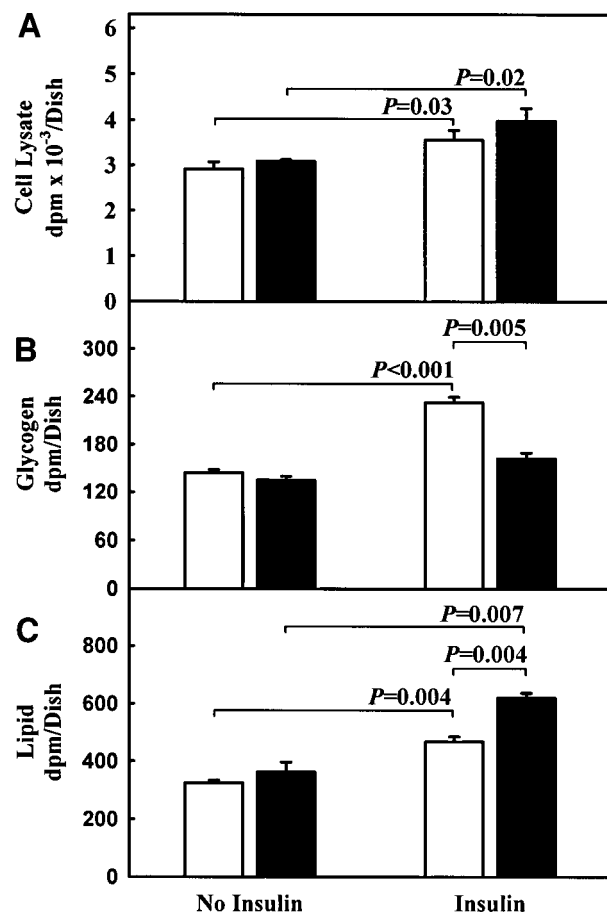 A
Cell Lysate
dpm x 10⁻³/Dish
6
5
4
3
2
1
0
P=0.02
P=0.03
B
Glycogen
dpm/Dish
300
240
180
120
60
0
P=0.005
P<0.001
C
Lipid
dpm/Dish
800
600
400
200
0
P=0.007
P=0.004
P=0.004
No Insulin Insulin